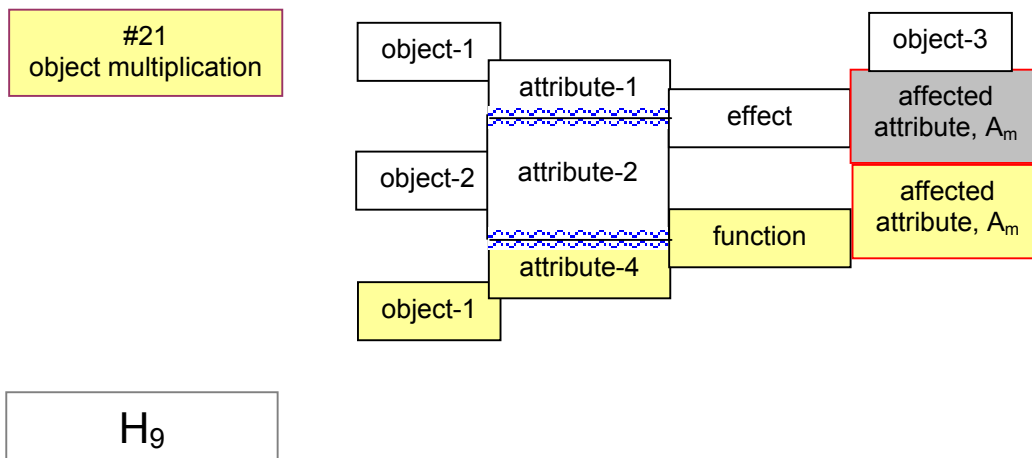 #21
object multiplication
object-1
object-3
attribute-1
effect
affected
attribute, Am
object-2
attribute-2
affected
attribute, Am
function
attribute-4
object-1
H9